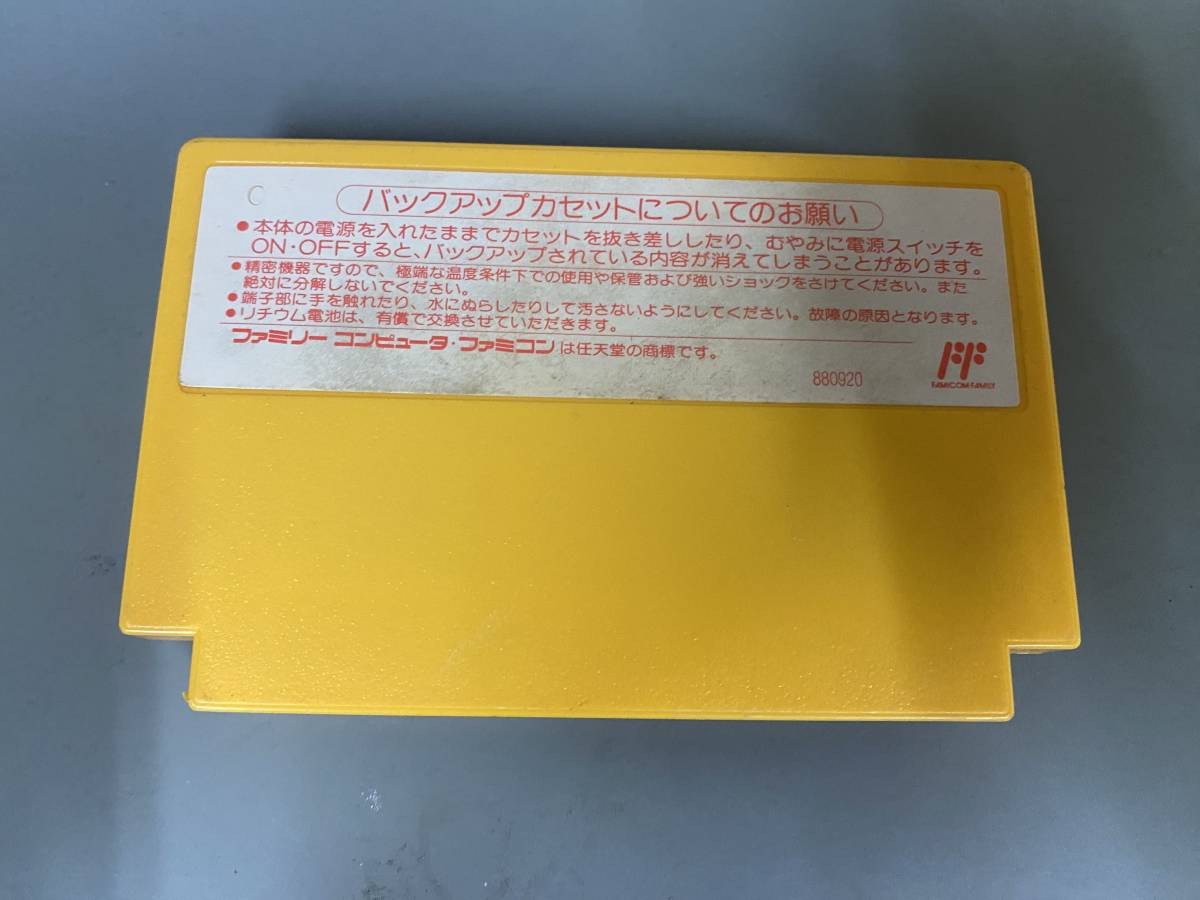 C
バックアップカセットについてのお願い
●本体の電源を入れたままでカセットを抜き差ししたり、むやみに電源スイッチを
ON・OFFすると、バックアップされている内容が消えてしまうことがあります。
●精密機器ですので、極端な温度条件下での使用や保管および強いショックをさけてください。また
絶対に分解しないでください。
●端子部に手を触れたり、水にぬらしたりして汚さないようにしてください。故障の原因となります。
●リチウム電池は、有償で交換させていただきます。
ファミリー コンピュータ・ファミコンは任天堂の商標です。
880920
FF
FAMICOM FAMILY